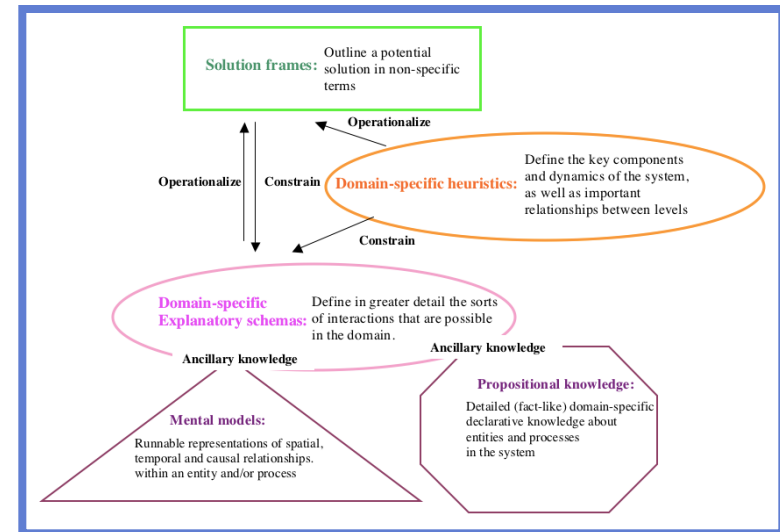 Solution frames: Outline a potential
solution in non-specific
terms
Operationalize
Operationalize
Constrain
Domain-specific heuristics: Define the key components
and dynamics of the system,
as well as important
relationships between levels
Constrain
Domain-specific
Explanatory schemas: Define in greater detail the sorts
of interactions that are possible
in the domain.
Ancillary knowledge
Ancillary knowledge
Mental models:
Runnable representations of spatial,
temporal and causal relationships.
within an entity and/or process
Propositional knowledge:
Detailed (fact-like) domain-specific
declarative knowledge about
entities and processes
in the system